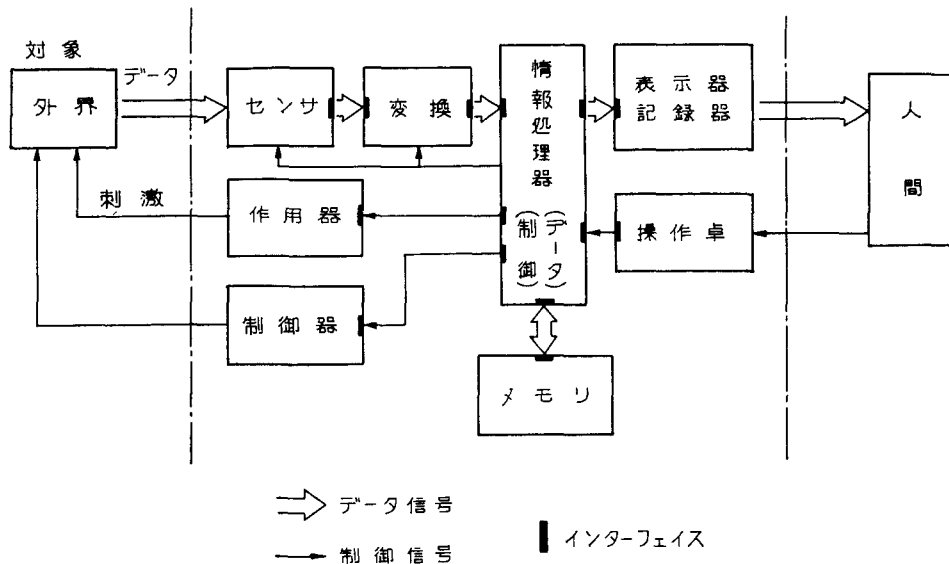 対象
外界
データ
センサ
変換
情報処理器
(データ)
(制御)
表示器
記録器
人間
刺激
作用器
操作卓
制御器
メモリ
データ信号
制御信号
インターフェイス